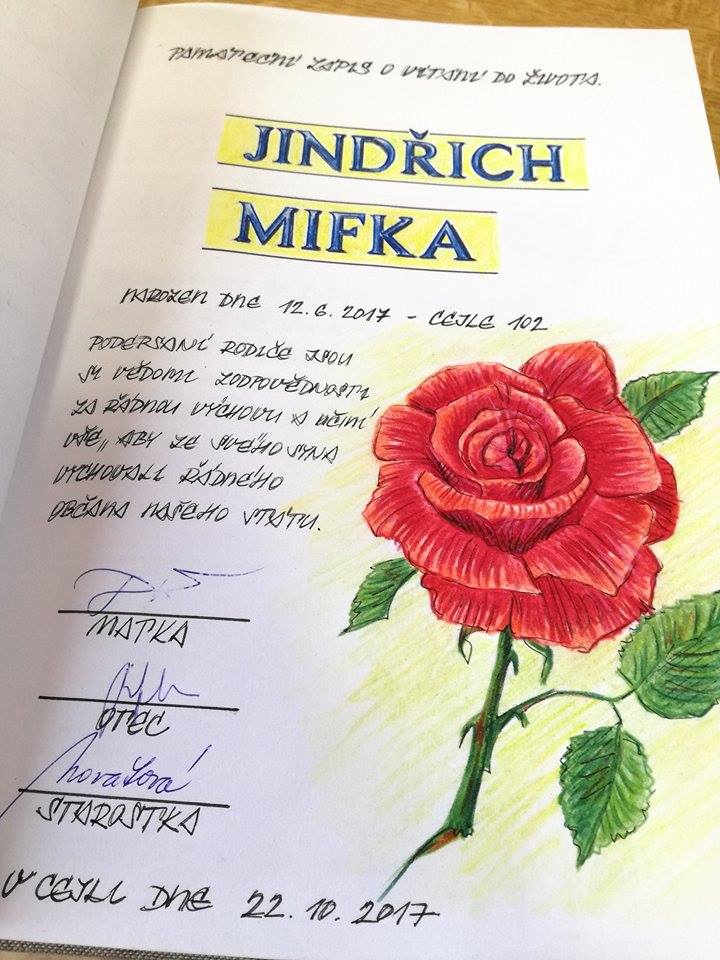 PAMÁTEČNÍ ZÁPIS O VÍTÁNÍ DO ŽIVOTA.
JINDŘICH
MIFKA
NAROZEN DNE 12.6.2017 - CEJLE 102
PODEPSANÍ RODIČE JSOU
SI VĚDOMI ZODPOVĚDNOSTI
ZA ŘÁDNOU VÝCHOVU A UČINÍ
VŠE, ABY ZE SVÉHO SYNA
VYCHOVALI ŘÁDNÉHO
OBČANA NAŠEHO STÁTU.
MATKA
OTEC
STAROSTKA
V CEJLI DNE 22.10.2017